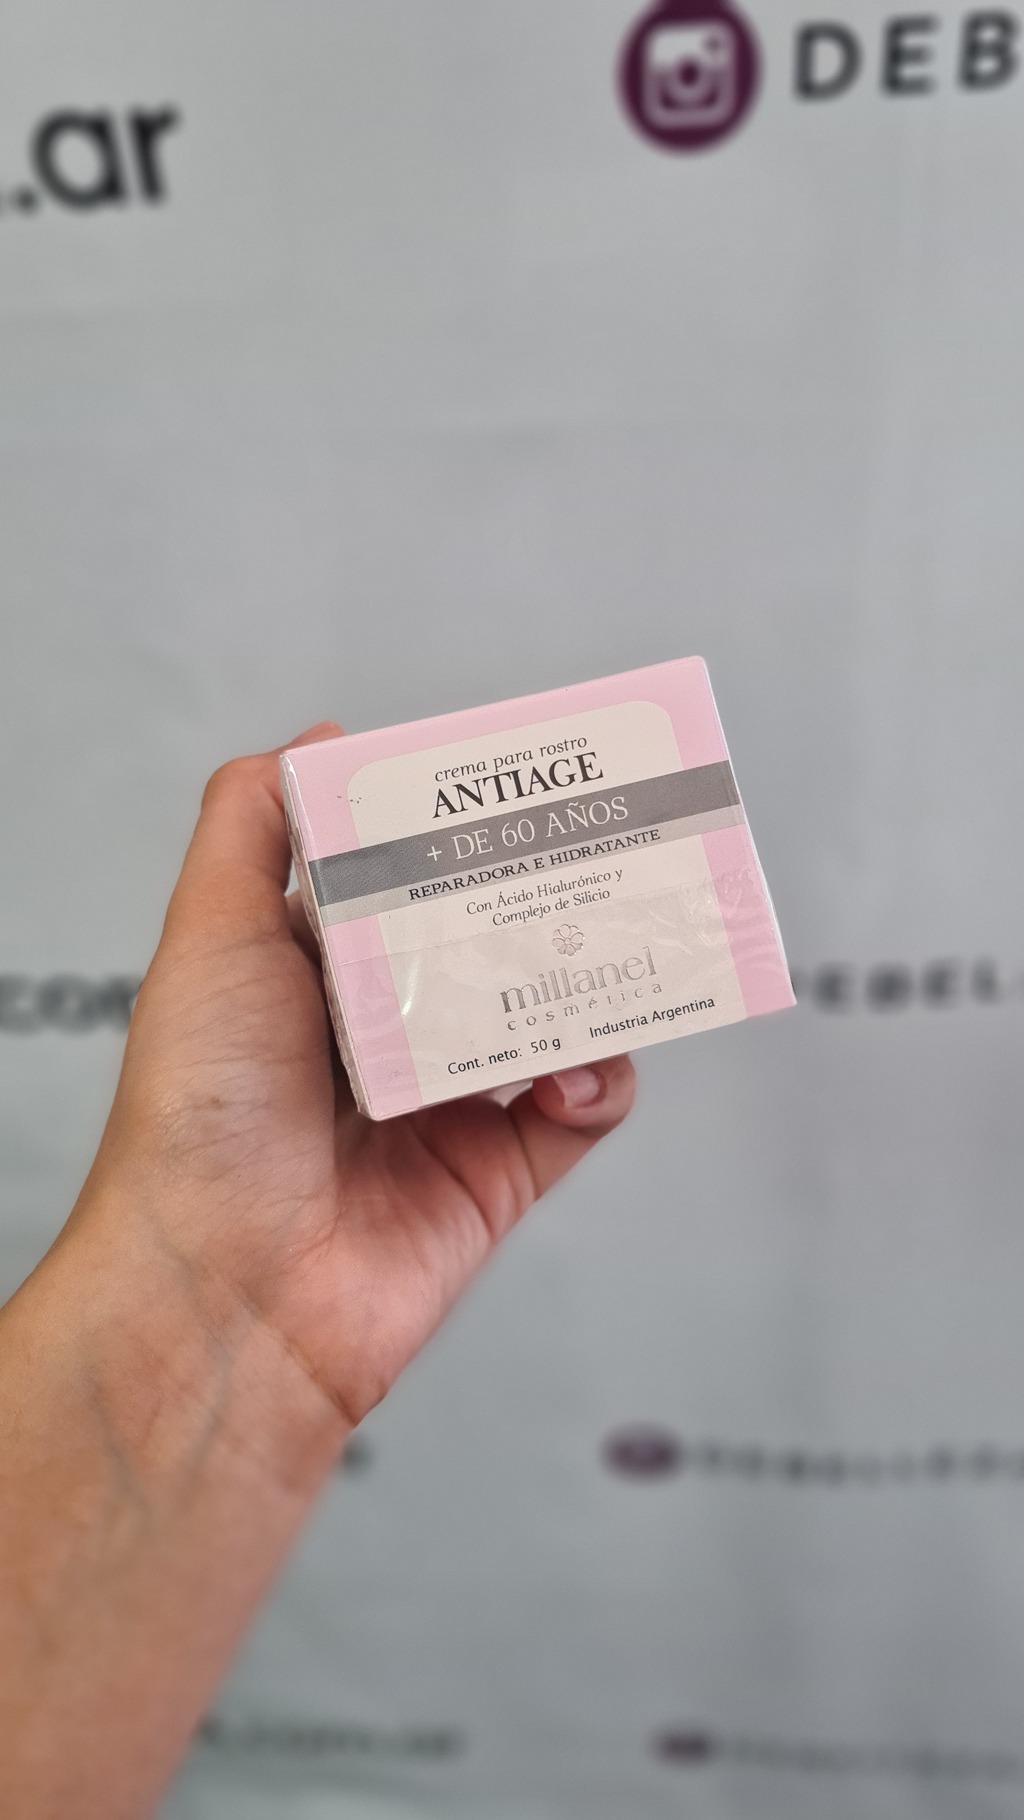 .ar
DEB
crema para rostro
ANTIAGE
+ DE 60 AÑOS
REPARADORA E HIDRATANTE
Con Ácido Hialurónico y
Complejo de Silicio
millanel
cosmética
Cont. neto: 50 g Industria Argentina